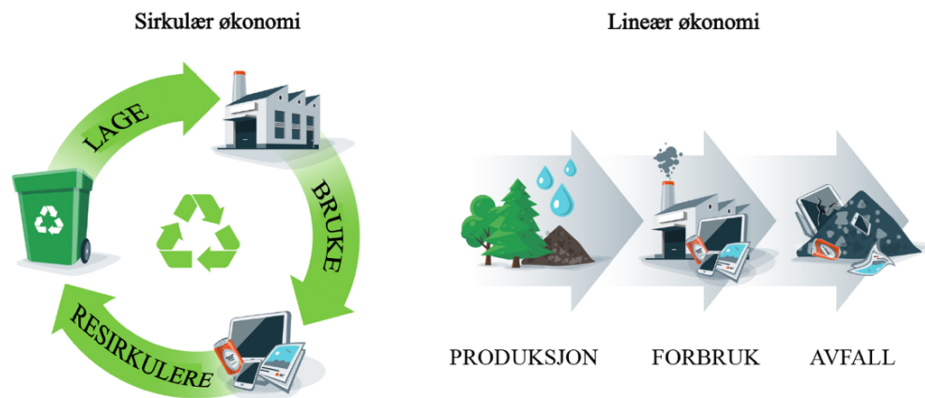 Sirkulær økonomi
LAGE
BRUKE
RESIRKULERE
Lineær økonomi
PRODUKSJON
FORBRUK
AVFALL